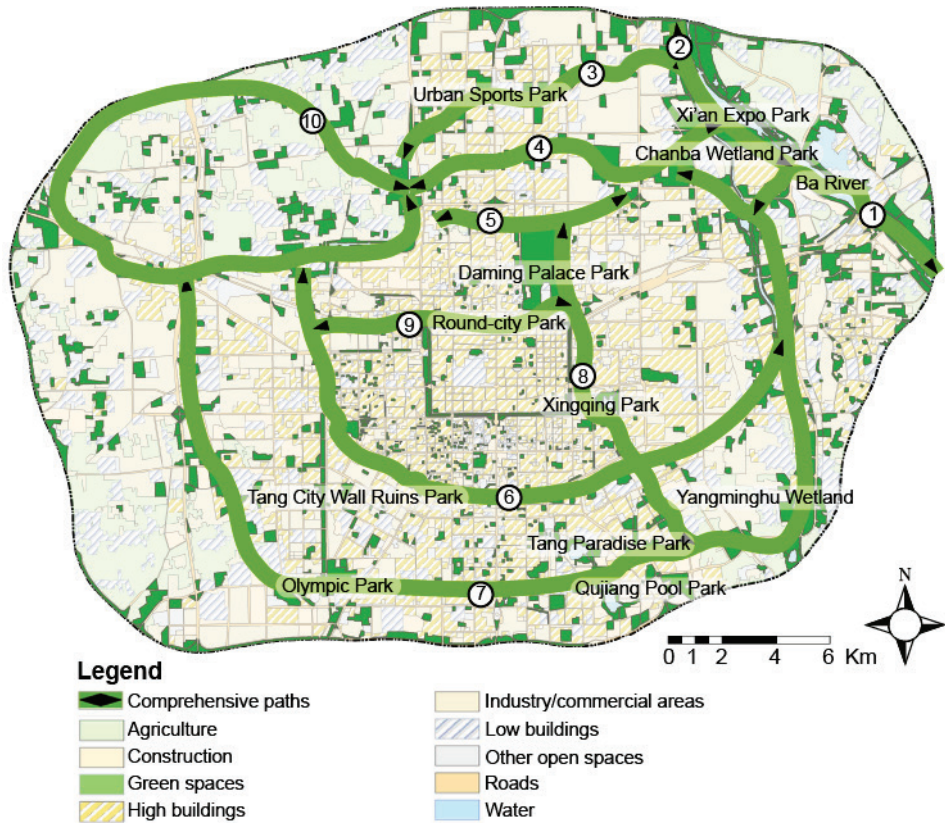 2
3
Urban Sports Park
10
Xi'an Expo Park
4
Chanba Wetland Park
Ba River
5
1
Daming Palace Park
9
Round-city Park
8
Xingqing Park
Tang City Wall Ruins Park
6
Yangminghu Wetland
Tang Paradise Park
Olympic Park
7
Qujiang Pool Park
N
0 1 2 4 6 Km
Legend
Comprehensive paths
Agriculture
Construction
Green spaces
High buildings
Industry/commercial areas
Low buildings
Other open spaces
Roads
Water